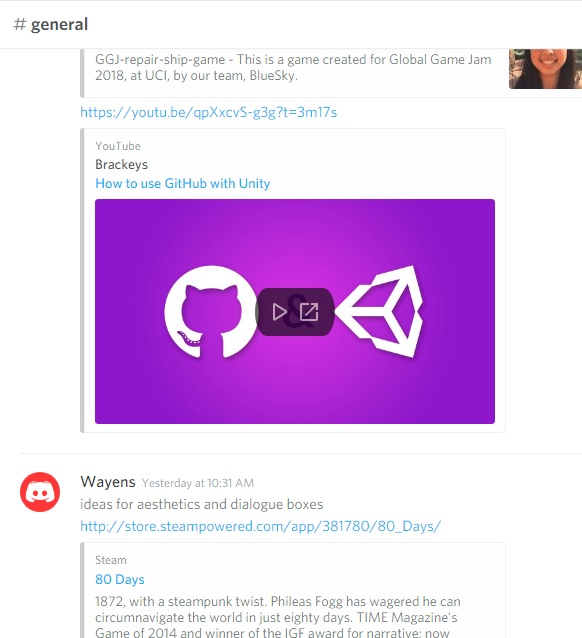 # general
GGJ-repair-ship-game - This is a game created for Global Game Jam
2018, at UCI, by our team, BlueSky.
https://youtu.be/qpXxcvS-g3g?t=3m17s
YouTube
Brackeys
How to use GitHub with Unity
&
Wayens Yesterday at 10:31 AM
ideas for aesthetics and dialogue boxes
http://store.steampowered.com/app/381780/80_Days/
Steam
80 Days
1872, with a steampunk twist. Phileas Fogg has wagered he can
circumnavigate the world in just eighty days. TIME Magazine's
Game of 2014 and winner of the IGF award for narrative: now